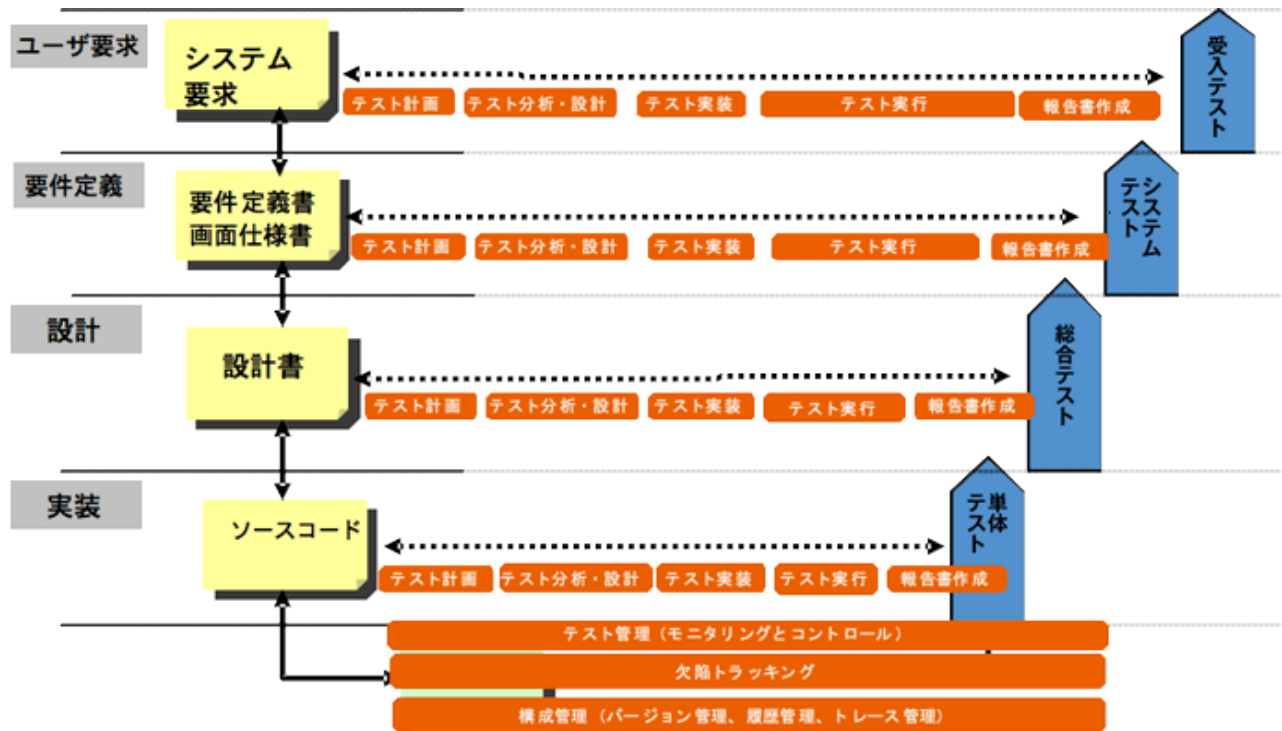 ユーザ要求
システム
要求
テスト計画
テスト分析・設計
テスト実装
テスト実行
報告書作成
受入テスト
要件定義
要件定義書
画面仕様書
テスト計画
テスト分析・設計
テスト実装
テスト実行
報告書作成
システム
テスト
設計
設計書
テスト計画
テスト分析・設計
テスト実装
テスト実行
報告書作成
総合テスト
実装
ソースコード
テスト計画
テスト分析・設計
テスト実装
テスト実行
報告書作成
単体
テスト
テスト管理（モニタリングとコントロール）
欠陥トラッキング
構成管理（バージョン管理、履歴管理、トレース管理）